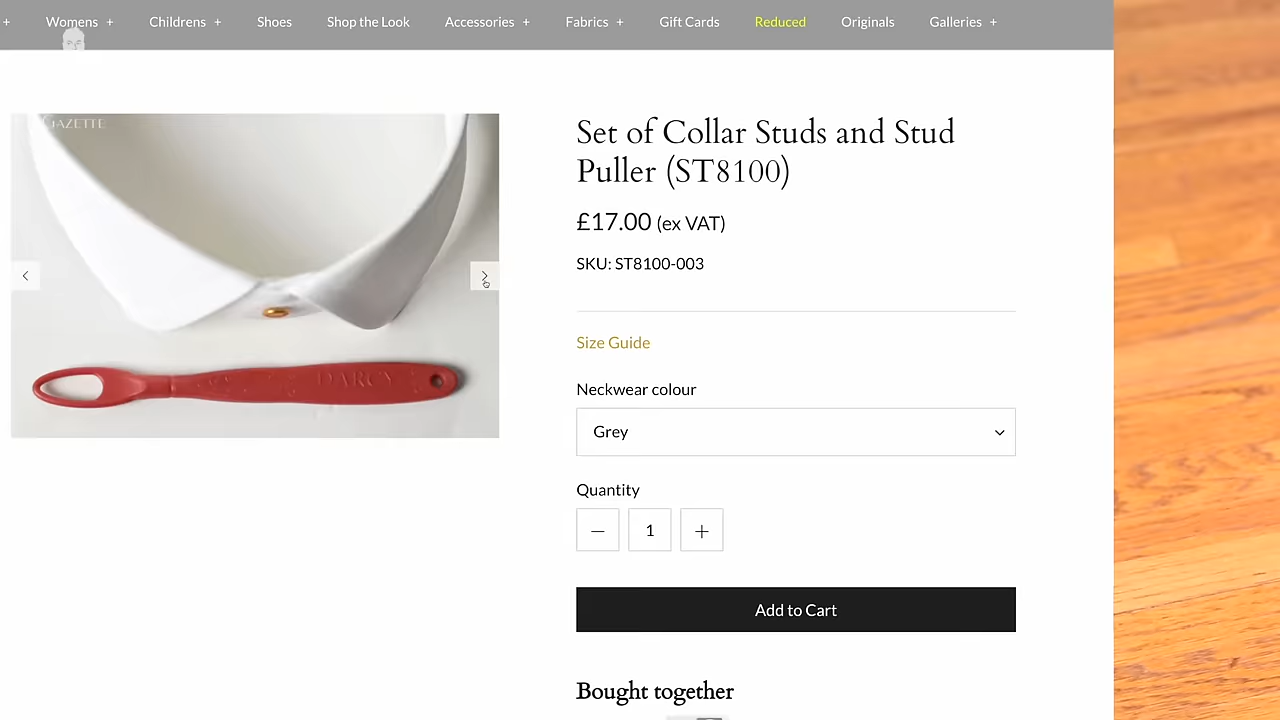 + Womens + Childrens + Shoes Shop the Look Accessories + Fabrics + Gift Cards Reduced Originals Galleries +
GAZETTE
DARCY
Set of Collar Studs and Stud
Puller (ST8100)
£17.00 (ex VAT)
SKU: ST8100-003
Size Guide
Neckwear colour
Grey
Quantity
— 1 +
Add to Cart
Bought together